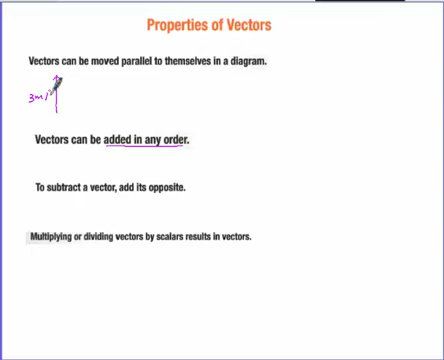 Properties of Vectors
Vectors can be moved parallel to themselves in a diagram.
3m/
Vectors can be added in any order.
To subtract a vector, add its opposite.
Multiplying or dividing vectors by scalars results in vectors.